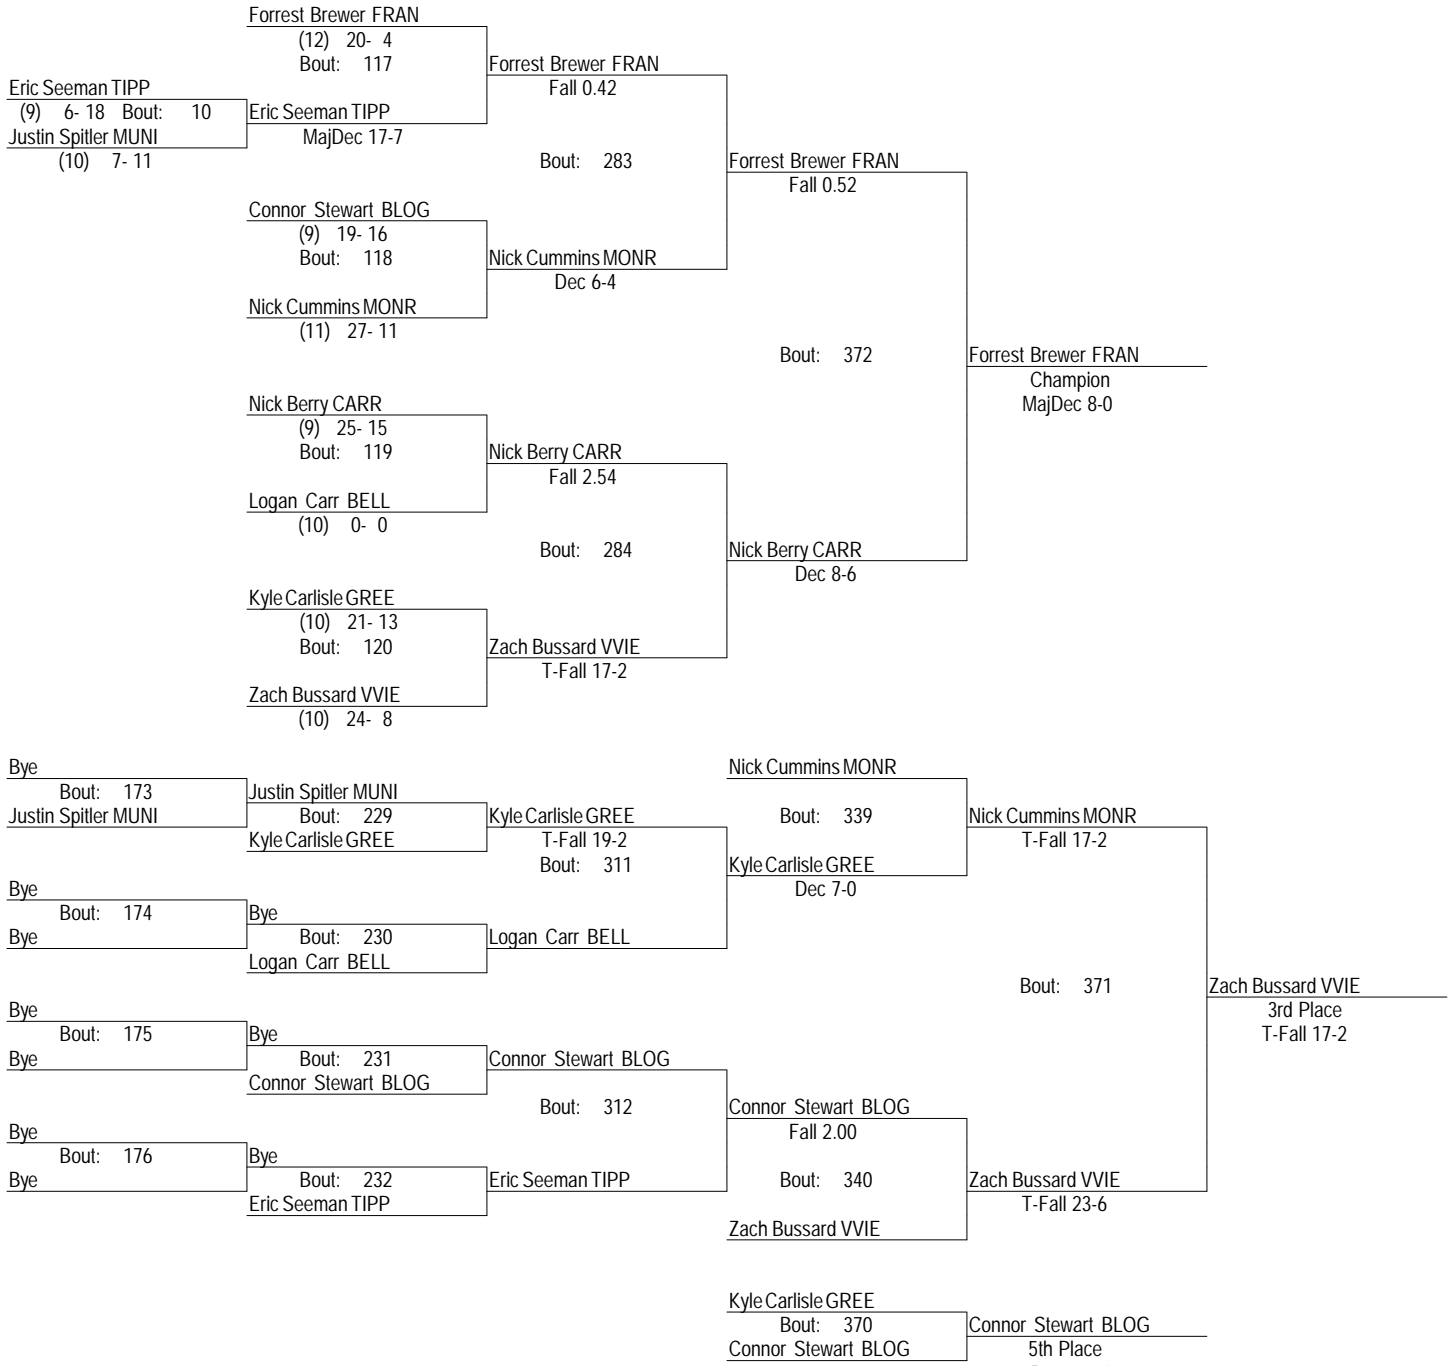 Forrest Brewer FRAN
(12) 20- 4
Bout: 117
Forrest Brewer FRAN
Fall 0.42
Eric Seeman TIPP
(9) 6- 18 Bout: 10
Eric Seeman TIPP
MajDec 17-7
Justin Spitler MUNI
(10) 7- 11
Bout: 283
Forrest Brewer FRAN
Fall 0.52
Connor Stewart BLOG
(9) 19- 16
Bout: 118
Nick Cummins MONR
Dec 6-4
Nick Cummins MONR
(11) 27- 11
Bout: 372
Forrest Brewer FRAN
Champion
MajDec 8-0
Nick Berry CARR
(9) 25- 15
Bout: 119
Nick Berry CARR
Fall 2.54
Logan Carr BELL
(10) 0- 0
Bout: 284
Nick Berry CARR
Dec 8-6
Kyle Carlisle GREE
(10) 21- 13
Bout: 120
Zach Bussard VVIE
T-Fall 17-2
Zach Bussard VVIE
(10) 24- 8
Bye
Bout: 173
Justin Spitler MUNI
Justin Spitler MUNI
Bout: 229
Kyle Carlisle GREE
Kyle Carlisle GREE
T-Fall 19-2
Bout: 311
Nick Cummins MONR
Bout: 339
Kyle Carlisle GREE
Dec 7-0
Nick Cummins MONR
T-Fall 17-2
Bye
Bout: 174
Bye
Bye
Bout: 230
Logan Carr BELL
Logan Carr BELL
Bout: 371
Zach Bussard VVIE
3rd Place
T-Fall 17-2
Bye
Bout: 175
Bye
Bye
Bout: 231
Connor Stewart BLOG
Connor Stewart BLOG
Bout: 312
Connor Stewart BLOG
Fall 2.00
Bye
Bout: 176
Bye
Bye
Bout: 232
Eric Seeman TIPP
Eric Seeman TIPP
Bout: 340
Zach Bussard VVIE
Zach Bussard VVIE
T-Fall 23-6
Kyle Carlisle GREE
Bout: 370
Connor Stewart BLOG
Connor Stewart BLOG
5th Place